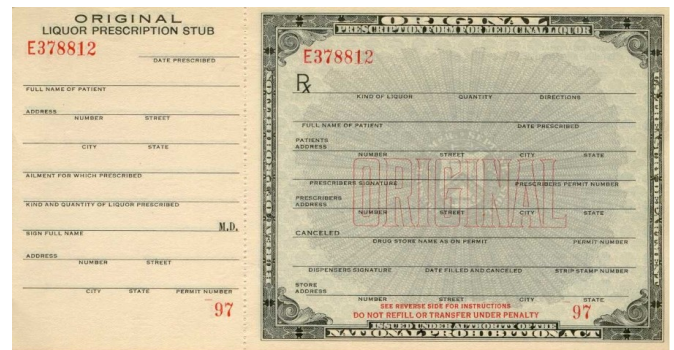 ORIGINAL
LIQUOR PRESCRIPTION STUB
E378812
DATE PRESCRIBED
FULL NAME OF PATIENT
ADDRESS
NUMBER STREET
CITY STATE
AILMENT FOR WHICH PRESCRIBED
KIND AND QUANTITY OF LIQUOR PRESCRIBED
M.D.
SIGN FULL NAME
ADDRESS
NUMBER STREET
CITY STATE PERMIT NUMBER
97
ORIGINAL
PRESCRIPTION FORM FOR MEDICINAL LIQUOR
E378812
Rx
KIND OF LIQUOR QUANTITY DIRECTIONS
FULL NAME OF PATIENT DATE PRESCRIBED
PATIENTS
ADDRESS
NUMBER STREET CITY STATE
ORIGINAL
PRESCRIBERS SIGNATURE PRESCRIBERS PERMIT NUMBER
PRESCRIBERS
ADDRESS
NUMBER STREET CITY STATE
CANCELED
DRUG STORE NAME AS ON PERMIT PERMIT NUMBER
DISPENSERS SIGNATURE DATE FILLED AND CANCELED STRIP STAMP NUMBER
STORE
ADDRESS
NUMBER STREET CITY STATE
SEE REVERSE SIDE FOR INSTRUCTIONS
DO NOT REFILL OR TRANSFER UNDER PENALTY
97
ISSUED UNDER AUTHORITY OF THE
NATIONAL PROHIBITION ACT
U.S. TREASURY DEPARTMENT